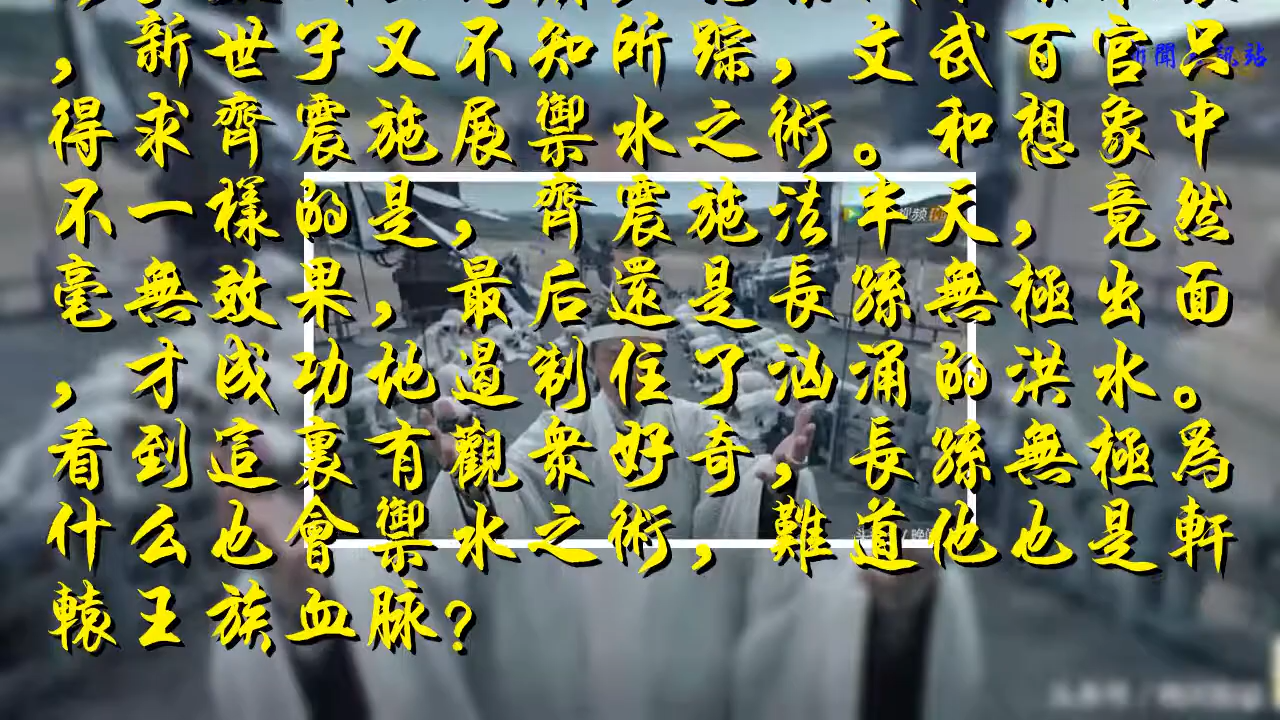 ，新世子又不知所踪，文武百官只
得求齊震施展禦水之術。和想象中
不一樣的是，齊震施法半天，竟然
毫無效果，最后還是長孫無極出面
，才成功地遏制住了汹涌的洪水。
看到這裏有觀衆好奇，長孫無極爲
什么也會禦水之術，難道他也是軒
轅王族血脉？